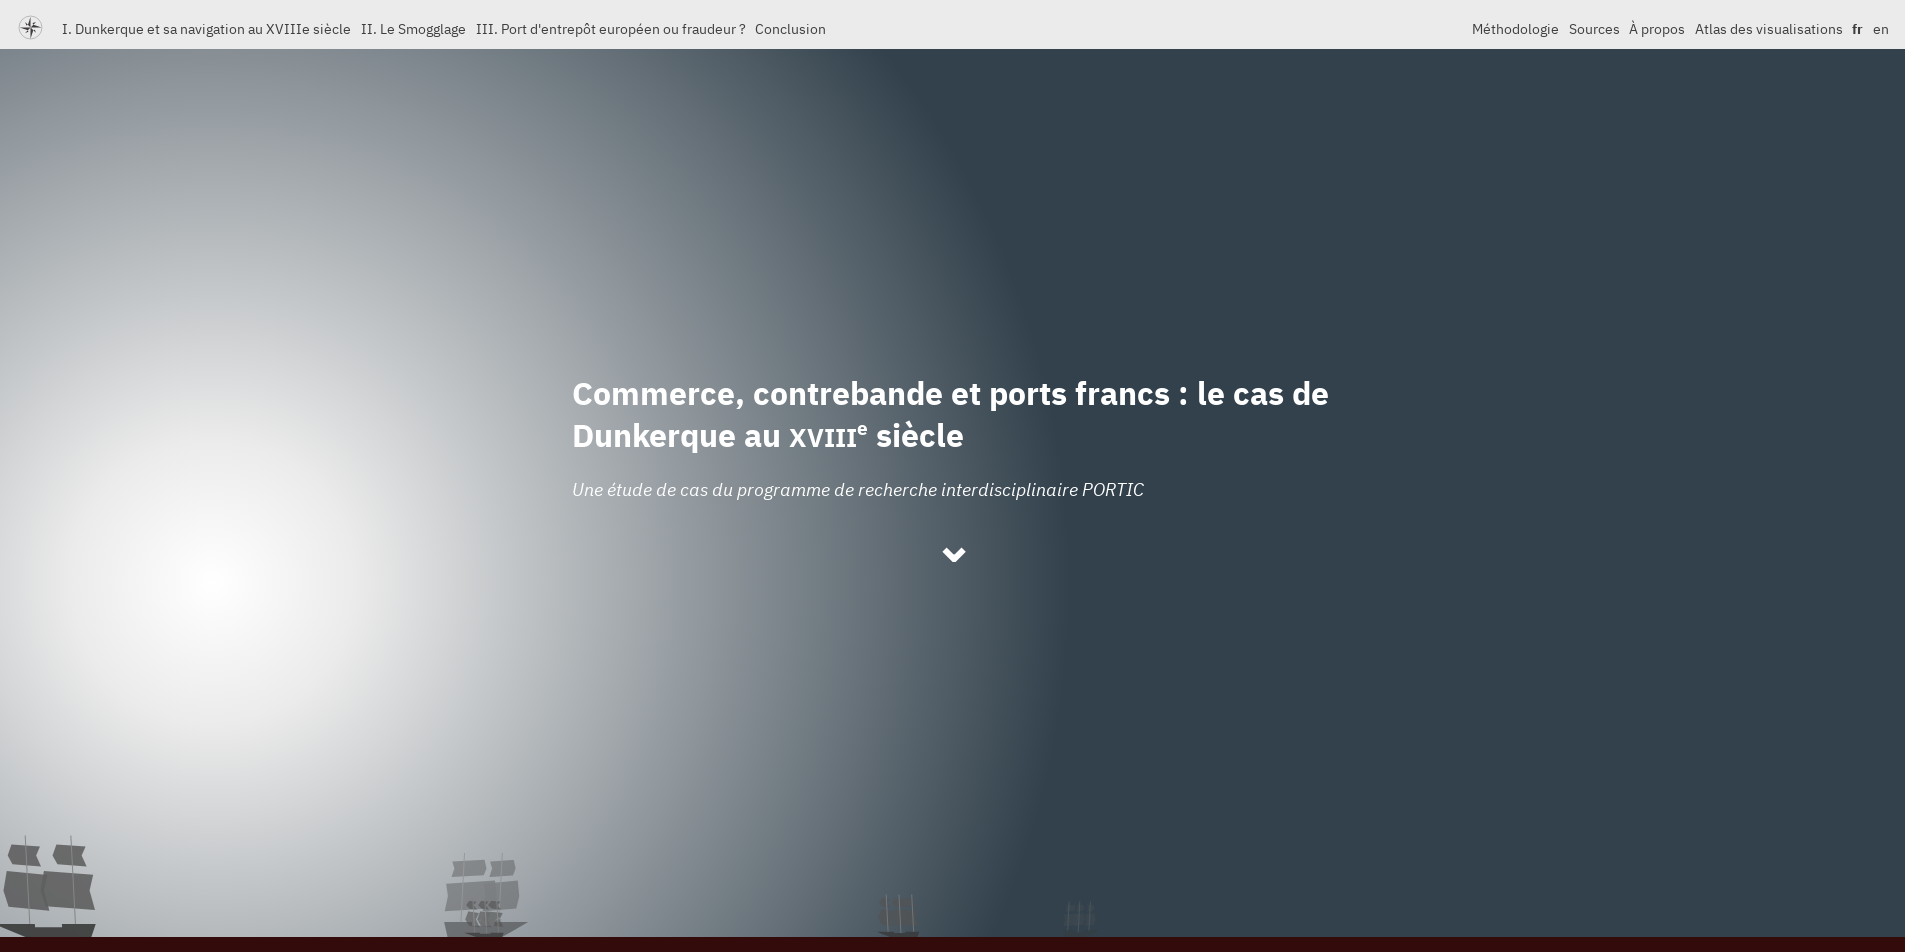 I. Dunkerque et sa navigation au XVIIIe siècle II. Le Smogglage III. Port d'entrepôt européen ou fraudeur ? Conclusion Méthodologie Sources À propos Atlas des visualisations fr en
Commerce, contrebande et ports francs : le cas de
Dunkerque au XVIIIe siècle
Une étude de cas du programme de recherche interdisciplinaire PORTIC